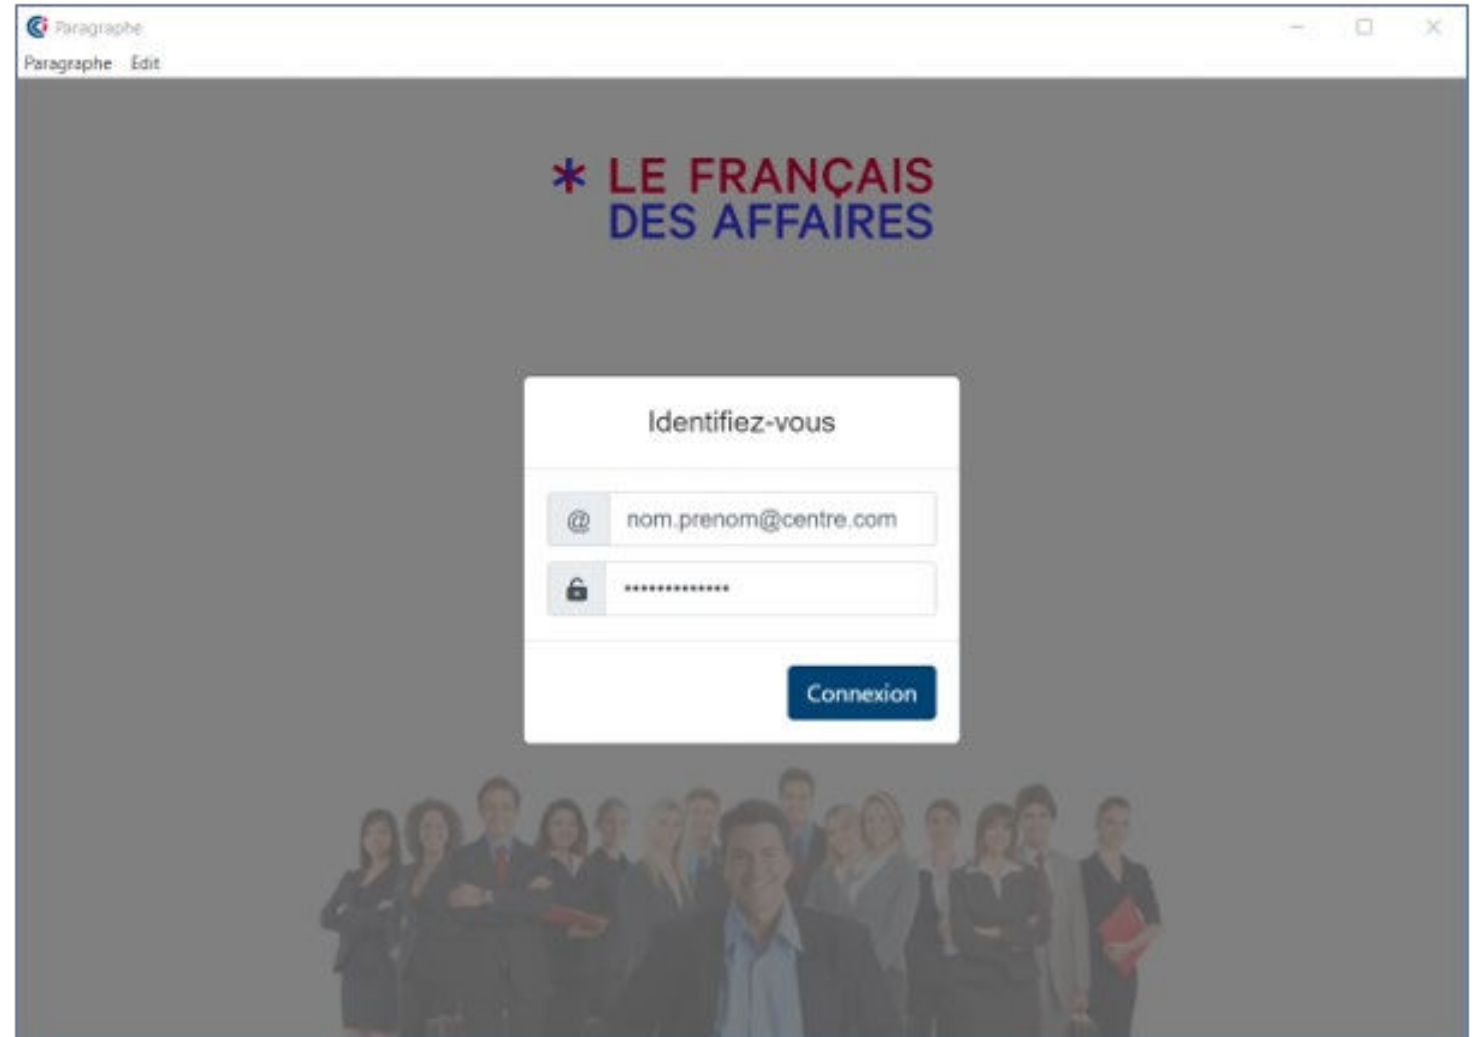 Paragraphe
Paragraphe Edit
* LE FRANÇAIS
DES AFFAIRES
Identifiez-vous
@ nom.prenom@centre.com
•••••••••••••
Connexion